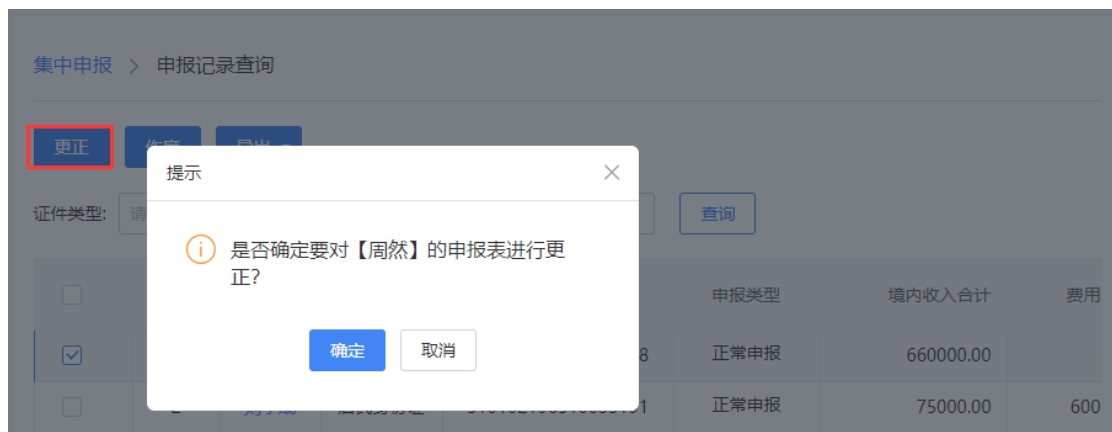 集中申报 > 申报记录查询
更正
提示
证件类型: 请
查询
是否确定要对【周然】的申报表进行更
正?
申报类型 境内收入合计 费用
确定 取消
8 正常申报 660000.00
1 正常申报 75000.00 600